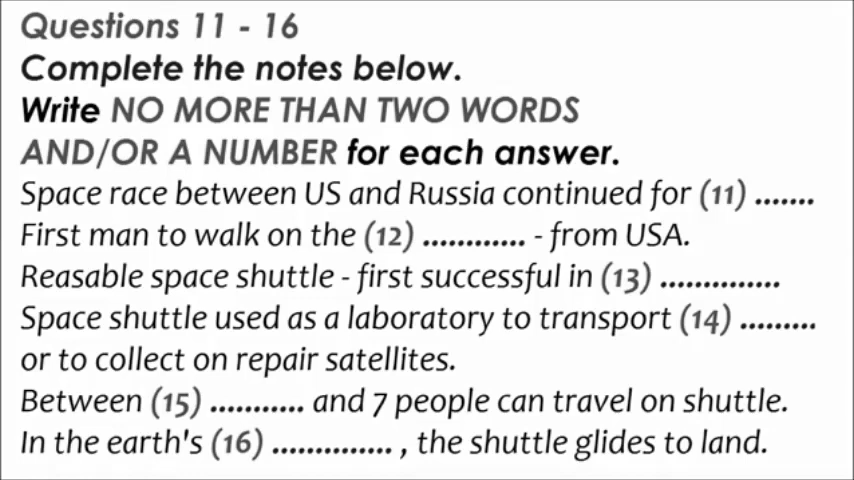 Questions 11 - 16
Complete the notes below.
Write NO MORE THAN TWO WORDS
AND/OR A NUMBER for each answer.
Space race between US and Russia continued for (11) .......
First man to walk on the (12) ............ - from USA.
Reasable space shuttle - first successful in (13) ..............
Space shuttle used as a laboratory to transport (14) .........
or to collect on repair satellites.
Between (15) ........... and 7 people can travel on shuttle.
In the earth's (16) .............. , the shuttle glides to land.